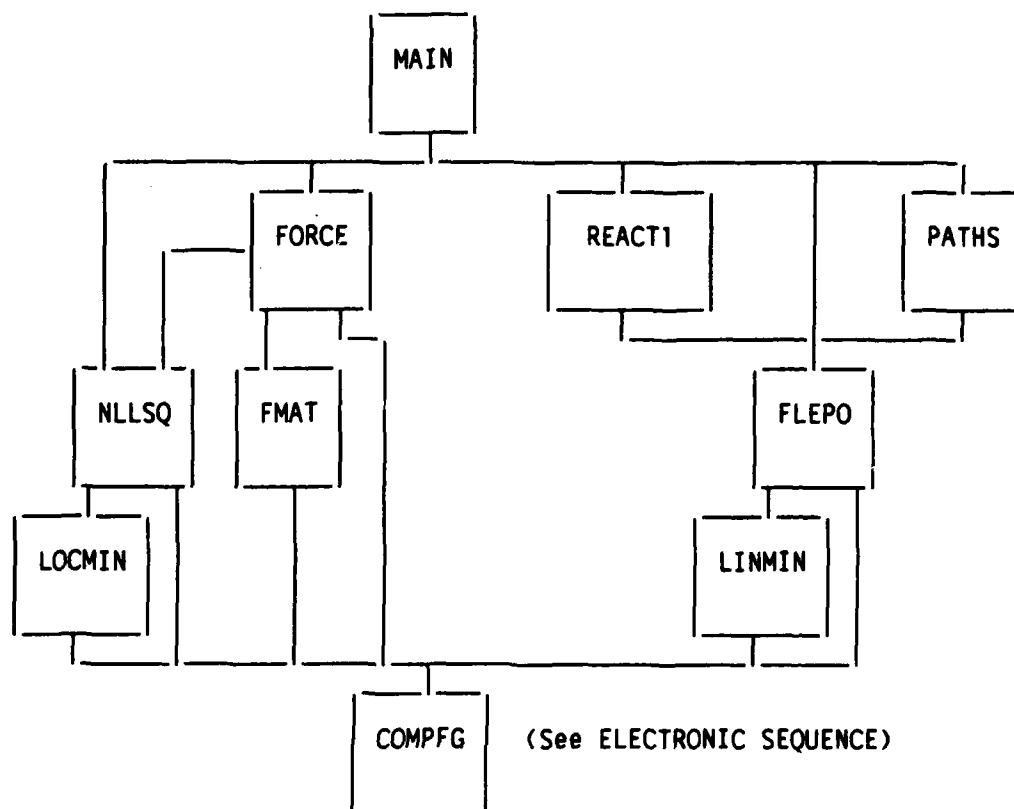 MAIN
FORCE
REACT1
PATHS
NLLSQ
FMAT
FLEPO
LOCMIN
LINMIN
COMPFG (See ELECTRONIC SEQUENCE)